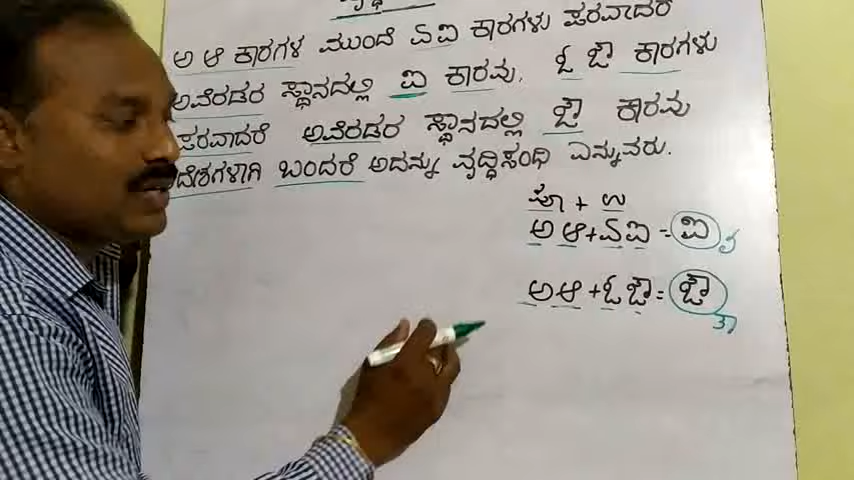 ಅ ಆ ಕಾರಗಳ ಮುಂದೆ ಏ ಐ ಕಾರಗಳು ಪರವಾದರೆ
ಅವೆರಡರ ಸ್ಥಾನದಲ್ಲಿ ಐ ಕಾರವು. ಓ ಔ ಕಾರಗಳು
ಪರವಾದರೆ ಅವೆರಡರ ಸ್ಥಾನದಲ್ಲಿ ಔ ಕಾರವು
ದೇಶಗಳಾಗಿ ಬಂದರೆ ಅದನ್ನು ವೃದ್ಧಿಸಂಧಿ ಎನ್ನುವರು.
ಪೂ + ಉ
ಅ ಆ + ಏ ಐ = ಐ
ಅ ಆ + ಓ ಔ = ಔ